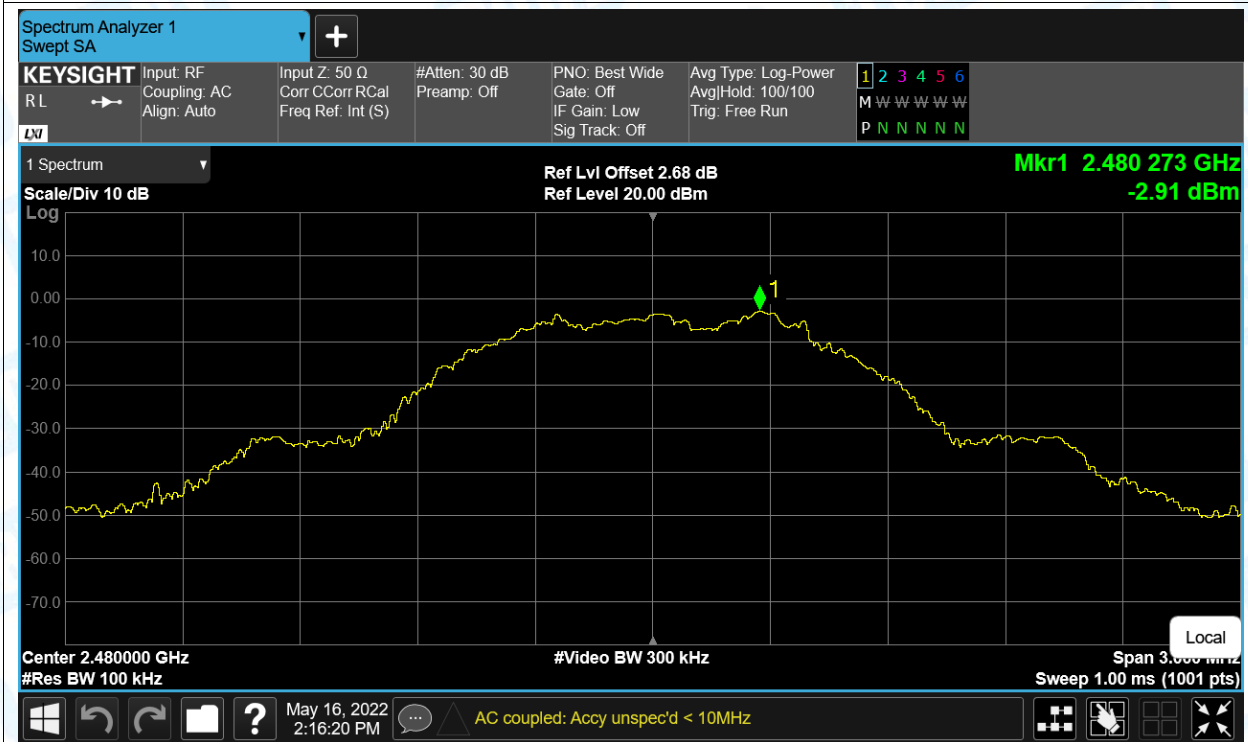 Spectrum Analyzer 1
Swept SA
KEYSIGHT
R L
LXI
Input: RF
Coupling: AC
Align: Auto
Input Z: 50 Ω
Corr CCorr RCal
Freq Ref: Int (S)
#Atten: 30 dB
Preamp: Off
PNO: Best Wide
Gate: Off
IF Gain: Low
Sig Track: Off
Avg Type: Log-Power
Avg|Hold: 100/100
Trig: Free Run
1 2 3 4 5 6
M W W W W W
P N N N N N
1 Spectrum
Scale/Div 10 dB
Ref Lvl Offset 2.68 dB
Ref Level 20.00 dBm
Mkr1 2.480 273 GHz
-2.91 dBm
Log
10.0
0.00
-10.0
-20.0
-30.0
-40.0
-50.0
-60.0
-70.0
1
Local
Center 2.480000 GHz
#Res BW 100 kHz
#Video BW 300 kHz
Span 3.000 MHz
Sweep 1.00 ms (1001 pts)
?
May 16, 2022
2:16:20 PM
AC coupled: Accy unspec'd < 10MHz